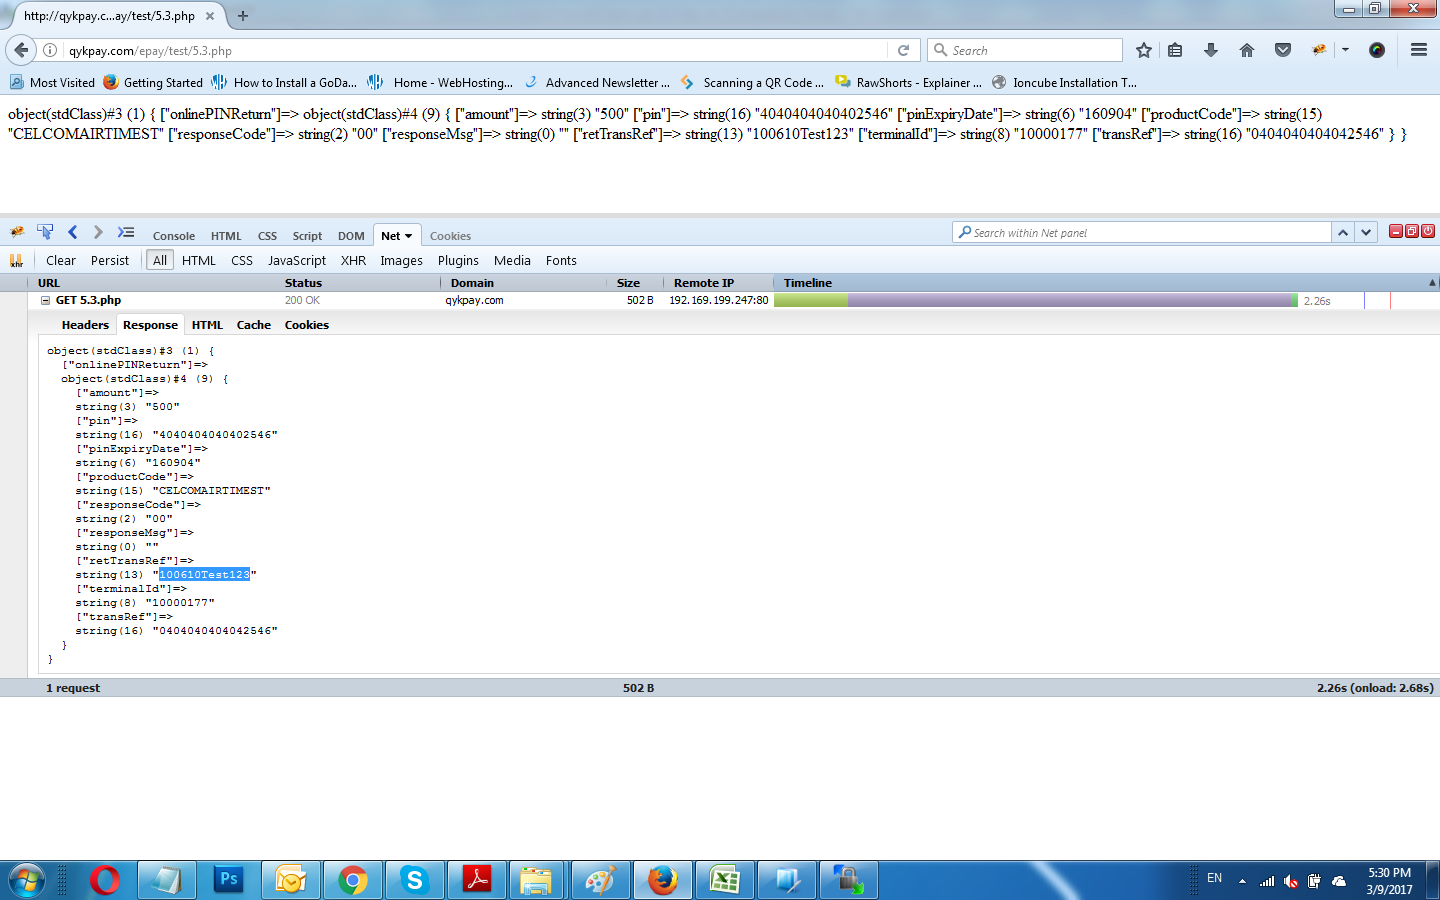 http://qykpay.c...ay/test/5.3.php
qykpay.com/epay/test/5.3.php
Search
Most Visited Getting Started How to Install a GoDa... Home - WebHosting... Advanced Newsletter ... Scanning a QR Code ... RawShorts - Explainer ... Ioncube Installation T...
object(stdClass)#3 (1) { ["onlinePINReturn"]=> object(stdClass)#4 (9) { ["amount"]=> string(3) "500" ["pin"]=> string(16) "4040404040402546" ["pinExpiryDate"]=> string(6) "160904" ["productCode"]=> string(15)
"CELCOMAIRTIMEST" ["responseCode"]=> string(2) "00" ["responseMsg"]=> string(0) "" ["retTransRef"]=> string(13) "100610Test123" ["terminalId"]=> string(8) "10000177" ["transRef"]=> string(16) "0404040404042546" } }
Console HTML CSS Script DOM Net Cookies
Search within Net panel
xhr Clear Persist All HTML CSS JavaScript XHR Images Plugins Media Fonts
URL Status Domain Size Remote IP Timeline
GET 5.3.php 200 OK qykpay.com 502 B 192.169.199.247:80 2.26s
Headers Response HTML Cache Cookies
object(stdClass)#3 (1) {
["onlinePINReturn"]=>
object(stdClass)#4 (9) {
["amount"]=>
string(3) "500"
["pin"]=>
string(16) "4040404040402546"
["pinExpiryDate"]=>
string(6) "160904"
["productCode"]=>
string(15) "CELCOMAIRTIMEST"
["responseCode"]=>
string(2) "00"
["responseMsg"]=>
string(0) ""
["retTransRef"]=>
string(13) "100610Test123"
["terminalId"]=>
string(8) "10000177"
["transRef"]=>
string(16) "0404040404042546"
}
}
1 request 502 B 2.26s (onload: 2.68s)
Ps
EN
5:30 PM
3/9/2017